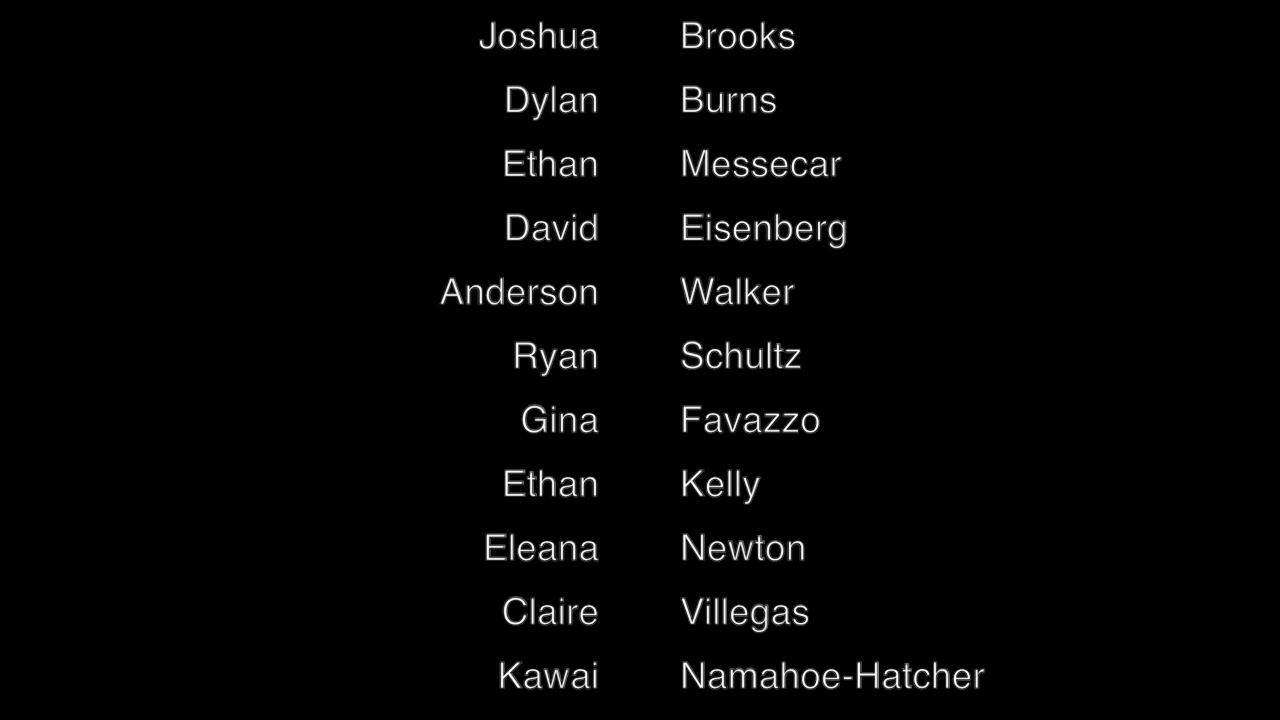 Joshua Brooks
Dylan Burns
Ethan Messecar
David Eisenberg
Anderson Walker
Ryan Schultz
Gina Favazzo
Ethan Kelly
Eleana Newton
Claire Villegas
Kawai Namahoe-Hatcher